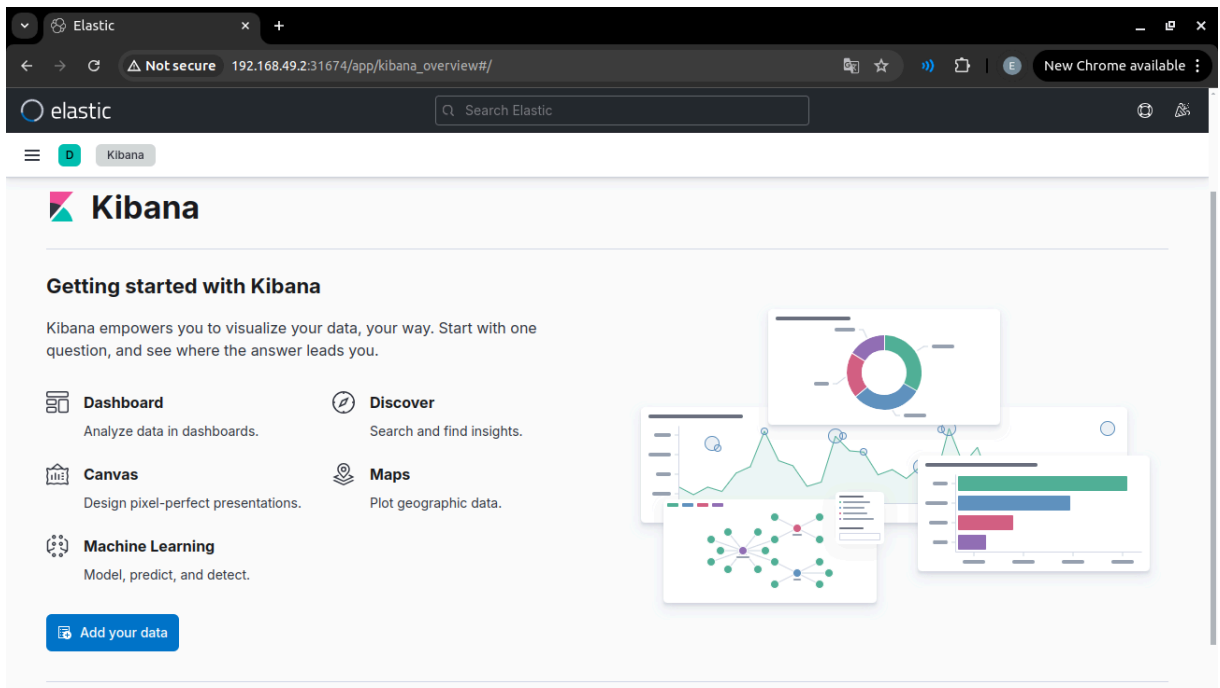 Elastic
Not secure 192.168.49.2:31674/app/kibana_overview#/
E
New Chrome available
elastic
Search Elastic
D
Kibana
Kibana
Getting started with Kibana
Kibana empowers you to visualize your data, your way. Start with one
question, and see where the answer leads you.
Dashboard
Analyze data in dashboards.
Discover
Search and find insights.
Canvas
Design pixel-perfect presentations.
Maps
Plot geographic data.
Machine Learning
Model, predict, and detect.
Add your data